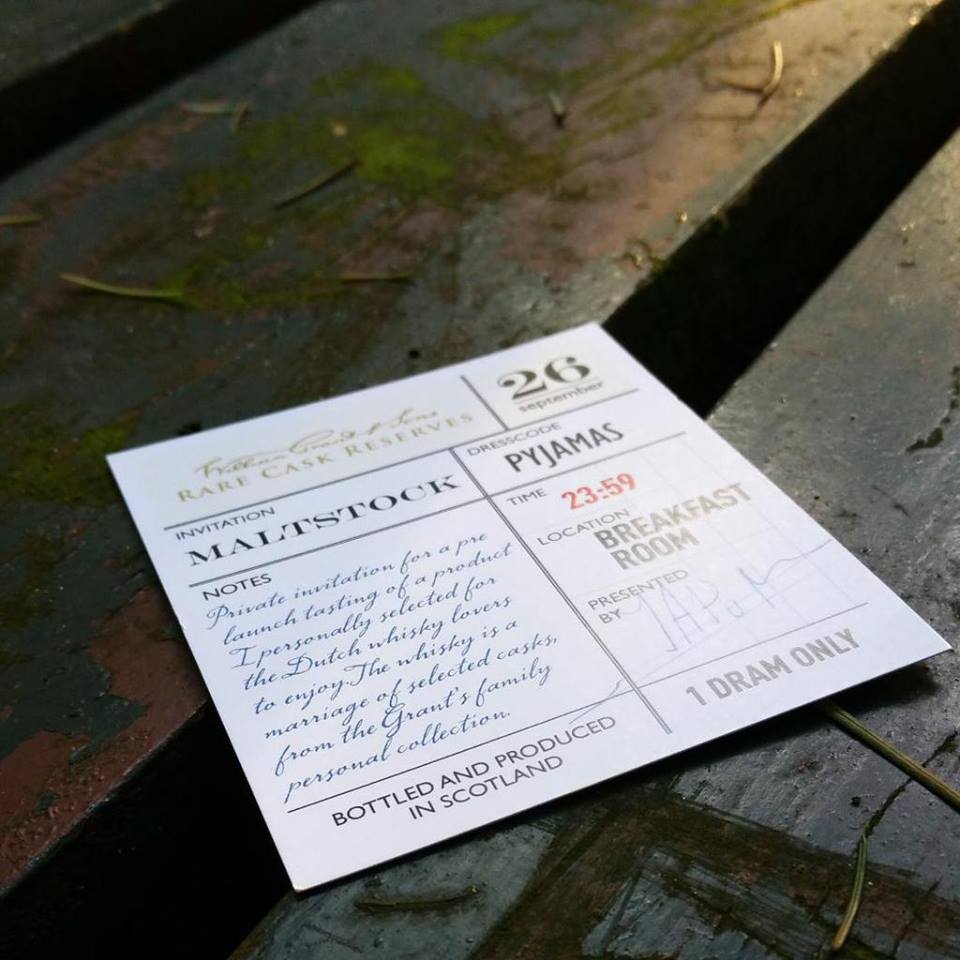 William Grant & Sons
RARE CASK RESERVES
26
september
INVITATION
MALTSTOCK
DRESSCODE
PYJAMAS
TIME 23:59
LOCATION
BREAKFAST
ROOM
NOTES
Private invitation for a pre
launch tasting of a product
I personally selected for
the Dutch whisky lovers
to enjoy. The whisky is a
marriage of selected casks,
from the Grant's family
personal collection.
PRESENTED
BY
BOTTLED AND PRODUCED
IN SCOTLAND
1 DRAM ONLY